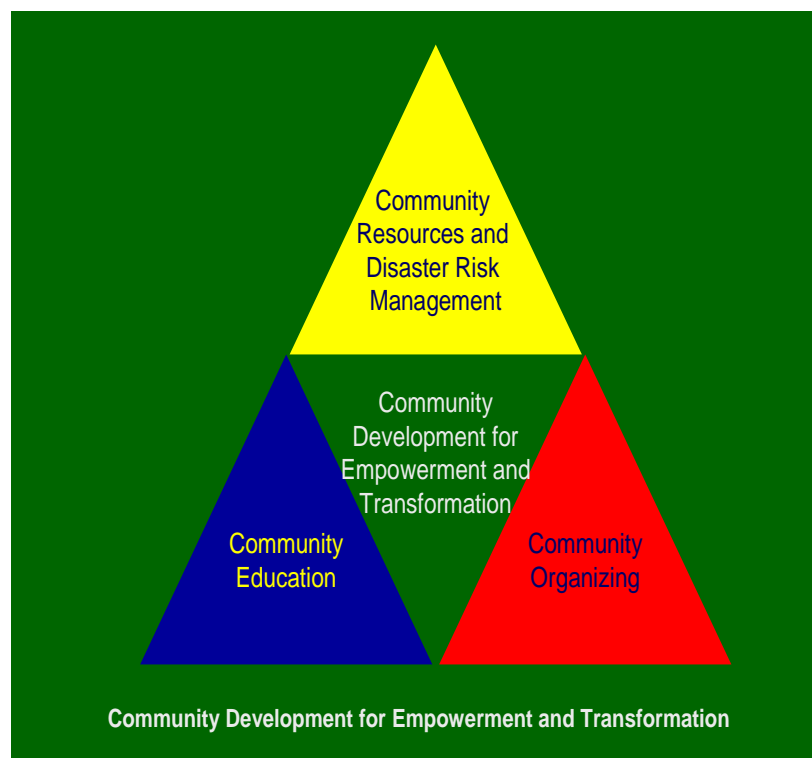 Community
Resources and
Disaster Risk
Management
Community
Development for
Empowerment and
Transformation
Community
Education
Community
Organizing
Community Development for Empowerment and Transformation